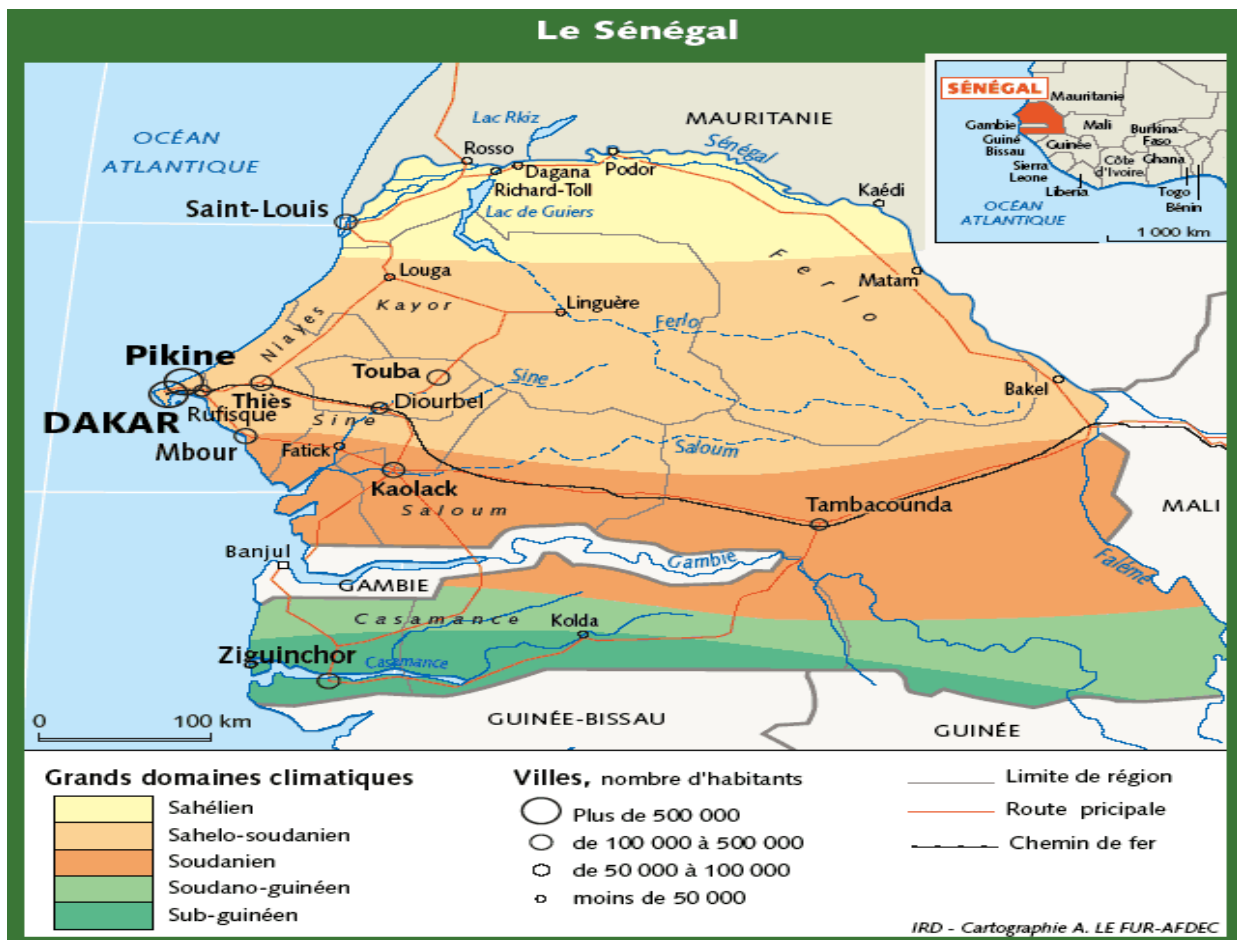 Le Sénégal
SÉNÉGAL
Mauritanie
Gambie
Mali
Burkina-
Faso
Guiné
Bissau
Guinée
Sierra
Leone
Côte
d'Ivoire
Ghana
Liberia
Togo
Bénin
OCÉAN
ATLANTIQUE
1 000 km
OCÉAN
ATLANTIQUE
Lac Rkiz
MAURITANIE
Rosso
Sénégal
Dagana
Podor
Richard-Toll
Kaédi
Saint-Louis
Lac de Guiers
Louga
Ferlo
Matam
Kayor
Linguère
Niayes
Ferlo
Pikine
Touba
Sine
Bakel
DAKAR
Rufisque
Thiès
Diourbel
Sine
Mbour
Fatick
Saloum
Kaolack
Saloum
Tambacounda
MALI
Banjul
Gambie
Falémé
GAMBIE
Casamance
Kolda
Ziguinchor
Casamance
0 100 km
GUINÉE-BISSAU
GUINÉE
Grands domaines climatiques
Sahélien
Sahelo-soudanien
Soudanien
Soudano-guinéen
Sub-guinéen
Villes, nombre d'habitants
Plus de 500 000
de 100 000 à 500 000
de 50 000 à 100 000
moins de 50 000
Limite de région
Route pricipale
Chemin de fer
IRD - Cartographie A. LE FUR-AFDEC